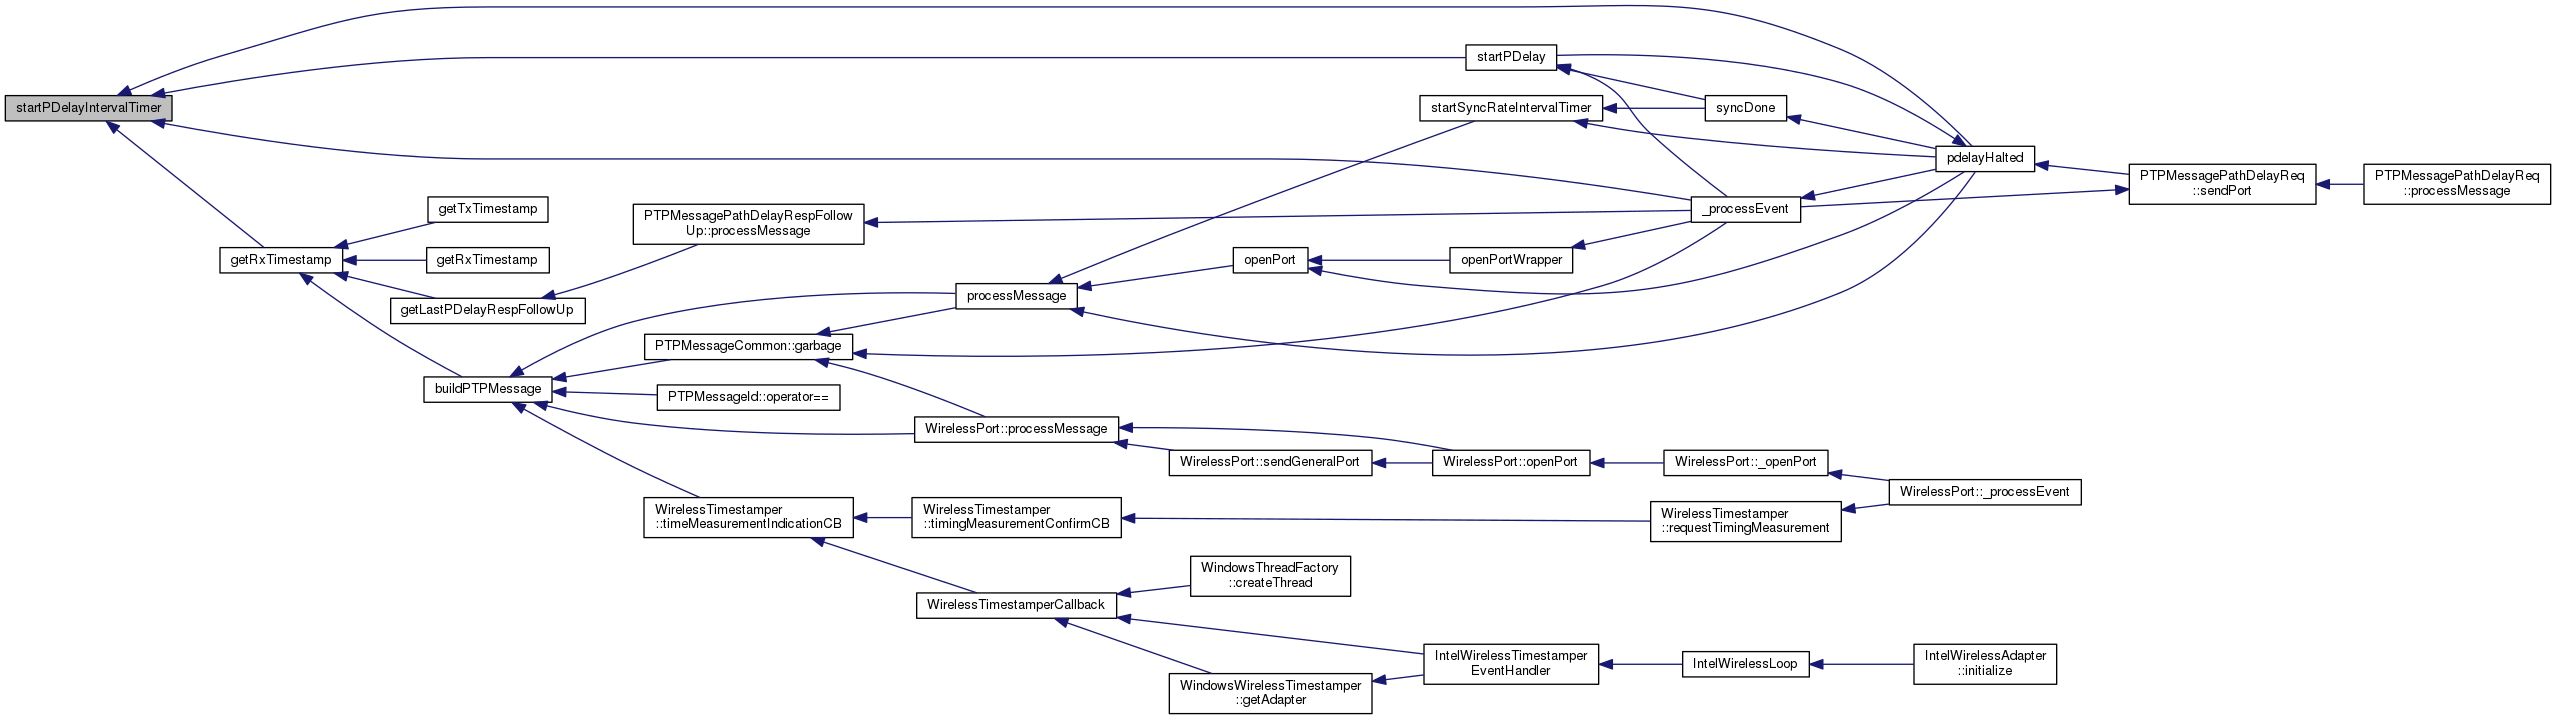 startPDelayIntervalTimer
getRxTimestamp
getTxTimestamp
getRxTimestamp
getLastPDelayRespFollowUp
buildPTPMessage
PTPMessagePathDelayRespFollow
Up::processMessage
PTPMessageCommon::garbage
PTPMessageId::operator==
WirelessTimestamper
::timeMeasurementIndicationCB
processMessage
WirelessPort::processMessage
WirelessTimestamper
::timingMeasurementConfirmCB
WirelessTimestamperCallback
openPort
WirelessPort::sendGeneralPort
WindowsThreadFactory
::createThread
WindowsWirelessTimestamper
::getAdapter
startPDelay
startSyncRateIntervalTimer
openPortWrapper
WirelessPort::openPort
IntelWirelessTimestamper
EventHandler
syncDone
_processEvent
WirelessPort::_openPort
WirelessTimestamper
::requestTimingMeasurement
IntelWirelessLoop
pdelayHalted
WirelessPort::_processEvent
IntelWirelessAdapter
::initialize
PTPMessagePathDelayReq
::sendPort
PTPMessagePathDelayReq
::processMessage